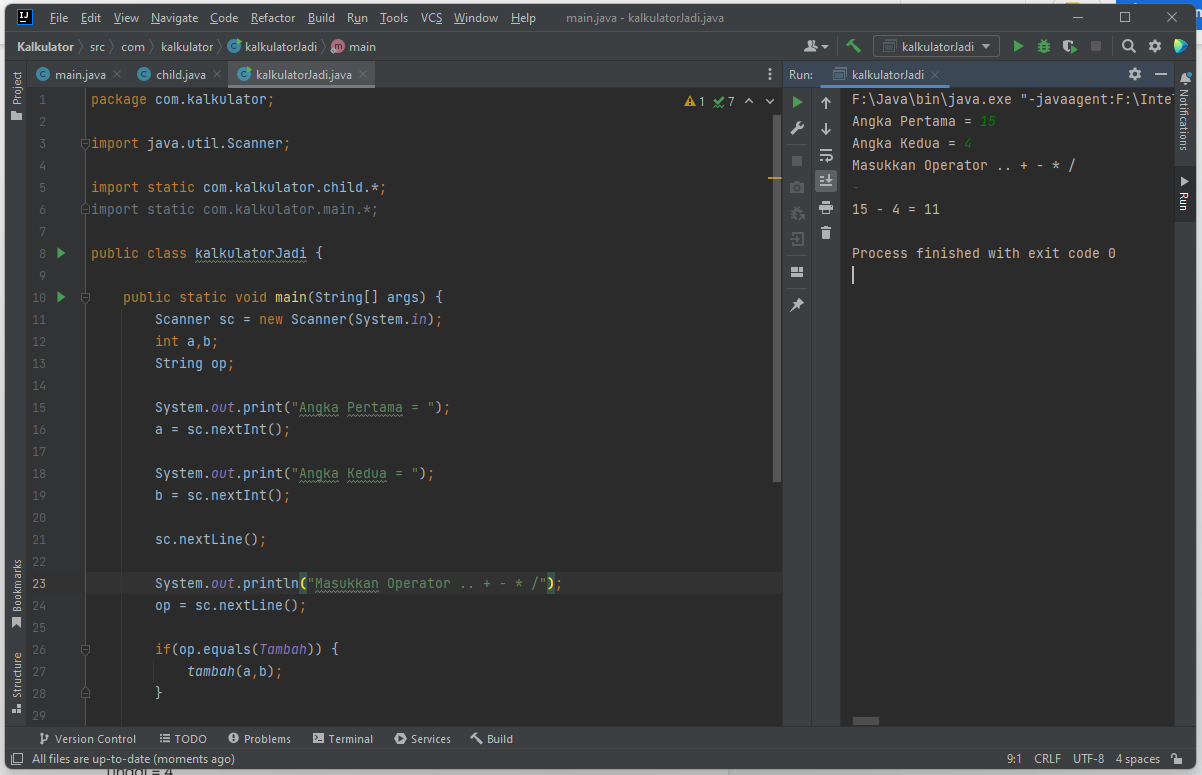 File Edit View Navigate Code Refactor Build Run Tools VCS Window Help main.java - kalkulatorJadi.java
Kalkulator src com kalkulator kalkulatorJadi main kalkulatorJadi
Project
Bookmarks
Structure
main.java child.java kalkulatorJadi.java
1 7
1 package com.kalkulator;
2
3 import java.util.Scanner;
4
5 import static com.kalkulator.child.*;
6 import static com.kalkulator.main.*;
7
8 public class kalkulatorJadi {
9
10 public static void main(String[] args) {
11 Scanner sc = new Scanner(System.in);
12 int a,b;
13 String op;
14
15 System.out.print("Angka Pertama = ");
16 a = sc.nextInt();
17
18 System.out.print("Angka Kedua = ");
19 b = sc.nextInt();
20
21 sc.nextLine();
22
23 System.out.println("Masukkan Operator .. + - * /");
24 op = sc.nextLine();
25
26 if(op.equals(Tambah)) {
27 tambah(a,b);
28 }
29
Run: kalkulatorJadi
F:\Java\bin\java.exe "-javaagent:F:\Inte
Angka Pertama = 15
Angka Kedua = 4
Masukkan Operator .. + - * /
-
15 - 4 = 11
Process finished with exit code 0
Notifications
Run
Version Control TODO Problems Terminal Services Build
All files are up-to-date (moments ago) 9:1 CRLF UTF-8 4 spaces